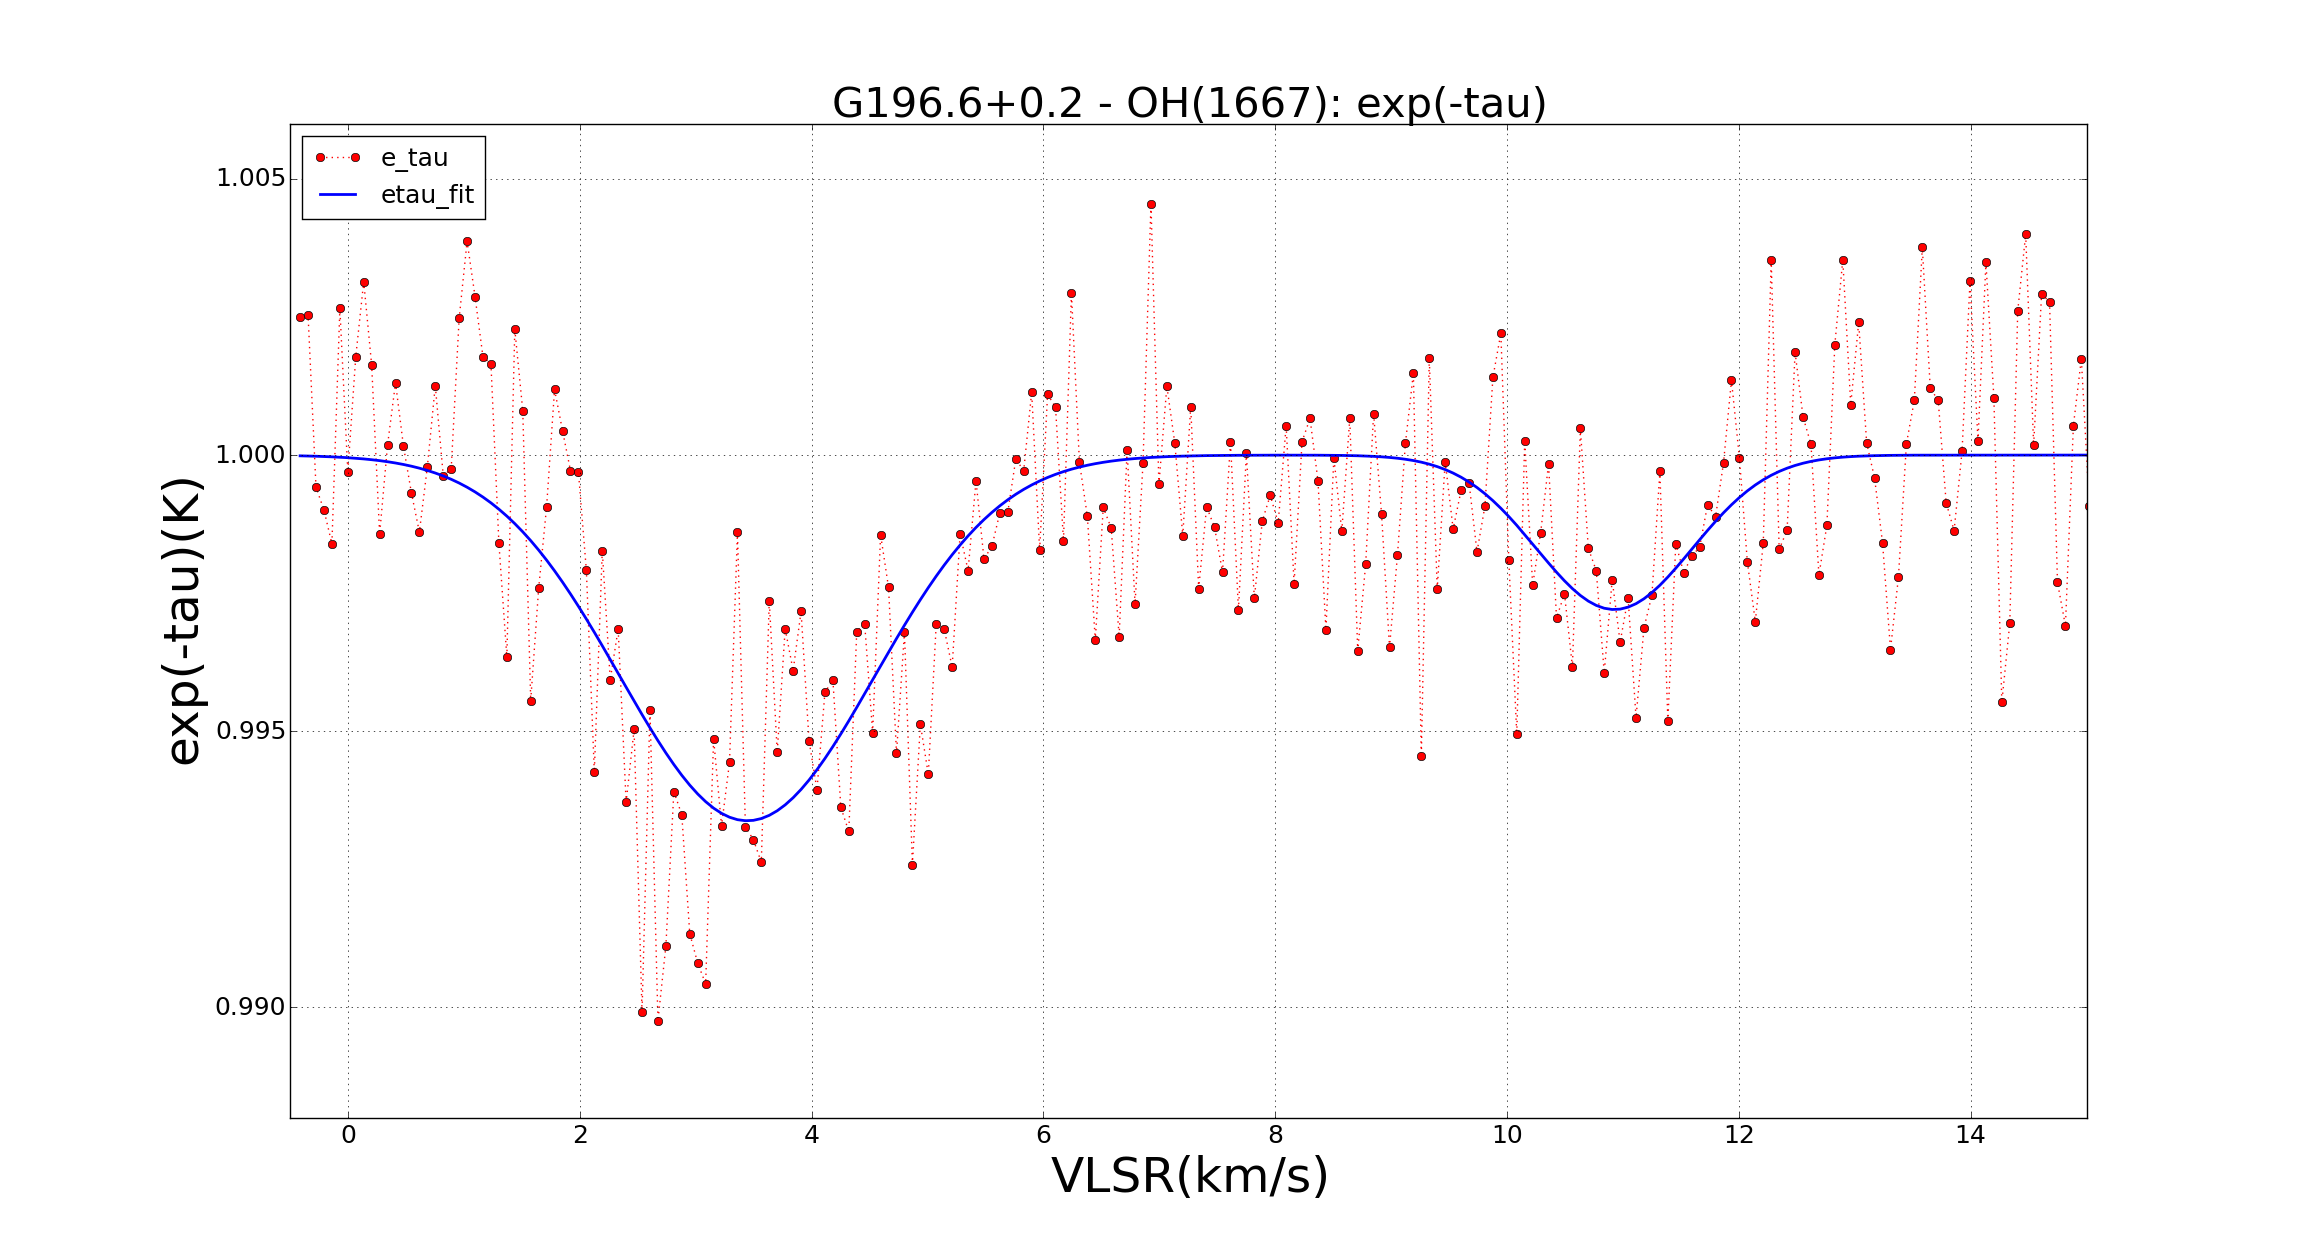 G196.6+0.2 - OH(1667): exp(-tau)
e_tau
etau_fit
exp(-tau)(K)
1.005
1.000
0.995
0.990
0 2 4 6 8 10 12 14
VLSR(km/s)